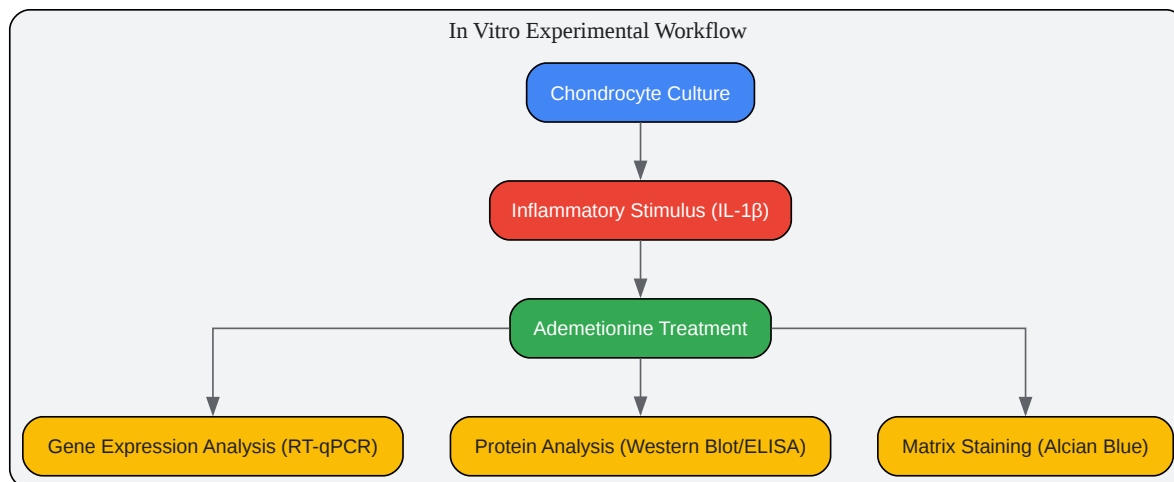 In Vitro Experimental Workflow
Chondrocyte Culture
Inflammatory Stimulus (IL-1β)
Ademetionine Treatment
Gene Expression Analysis (RT-qPCR)
Protein Analysis (Western Blot/ELISA)
Matrix Staining (Alcian Blue)